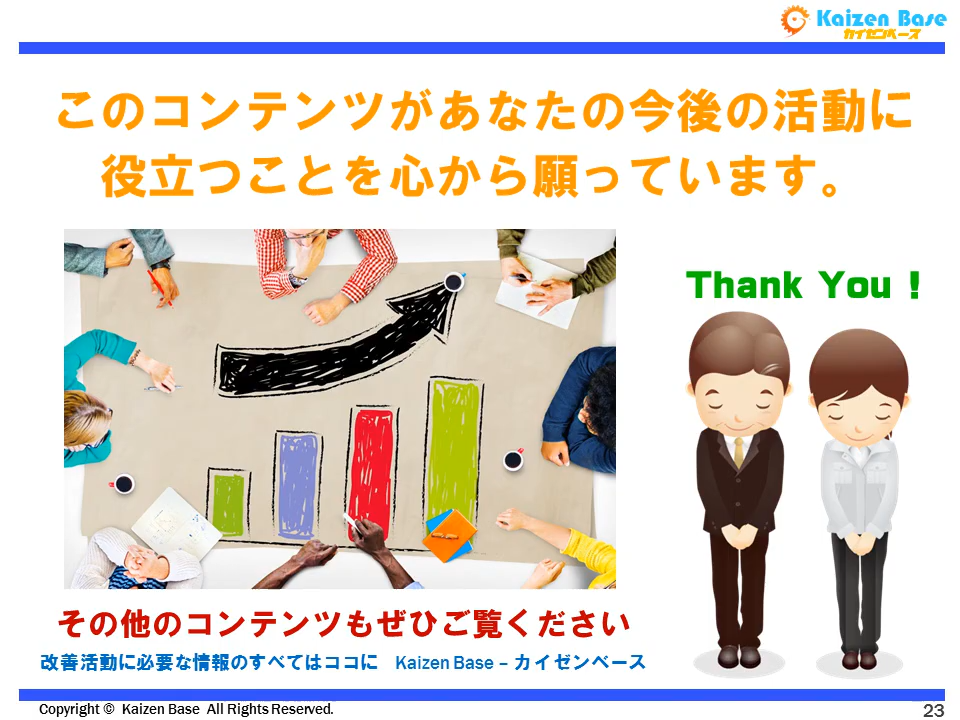 Kaizen Base
カイゼンベース
このコンテンツがあなたの今後の活動に
役立つことを心から願っています。
Thank You !
その他のコンテンツもぜひご覧ください
改善活動に必要な情報のすべてはココに Kaizen Base – カイゼンベース
Copyright © Kaizen Base All Rights Reserved.
23